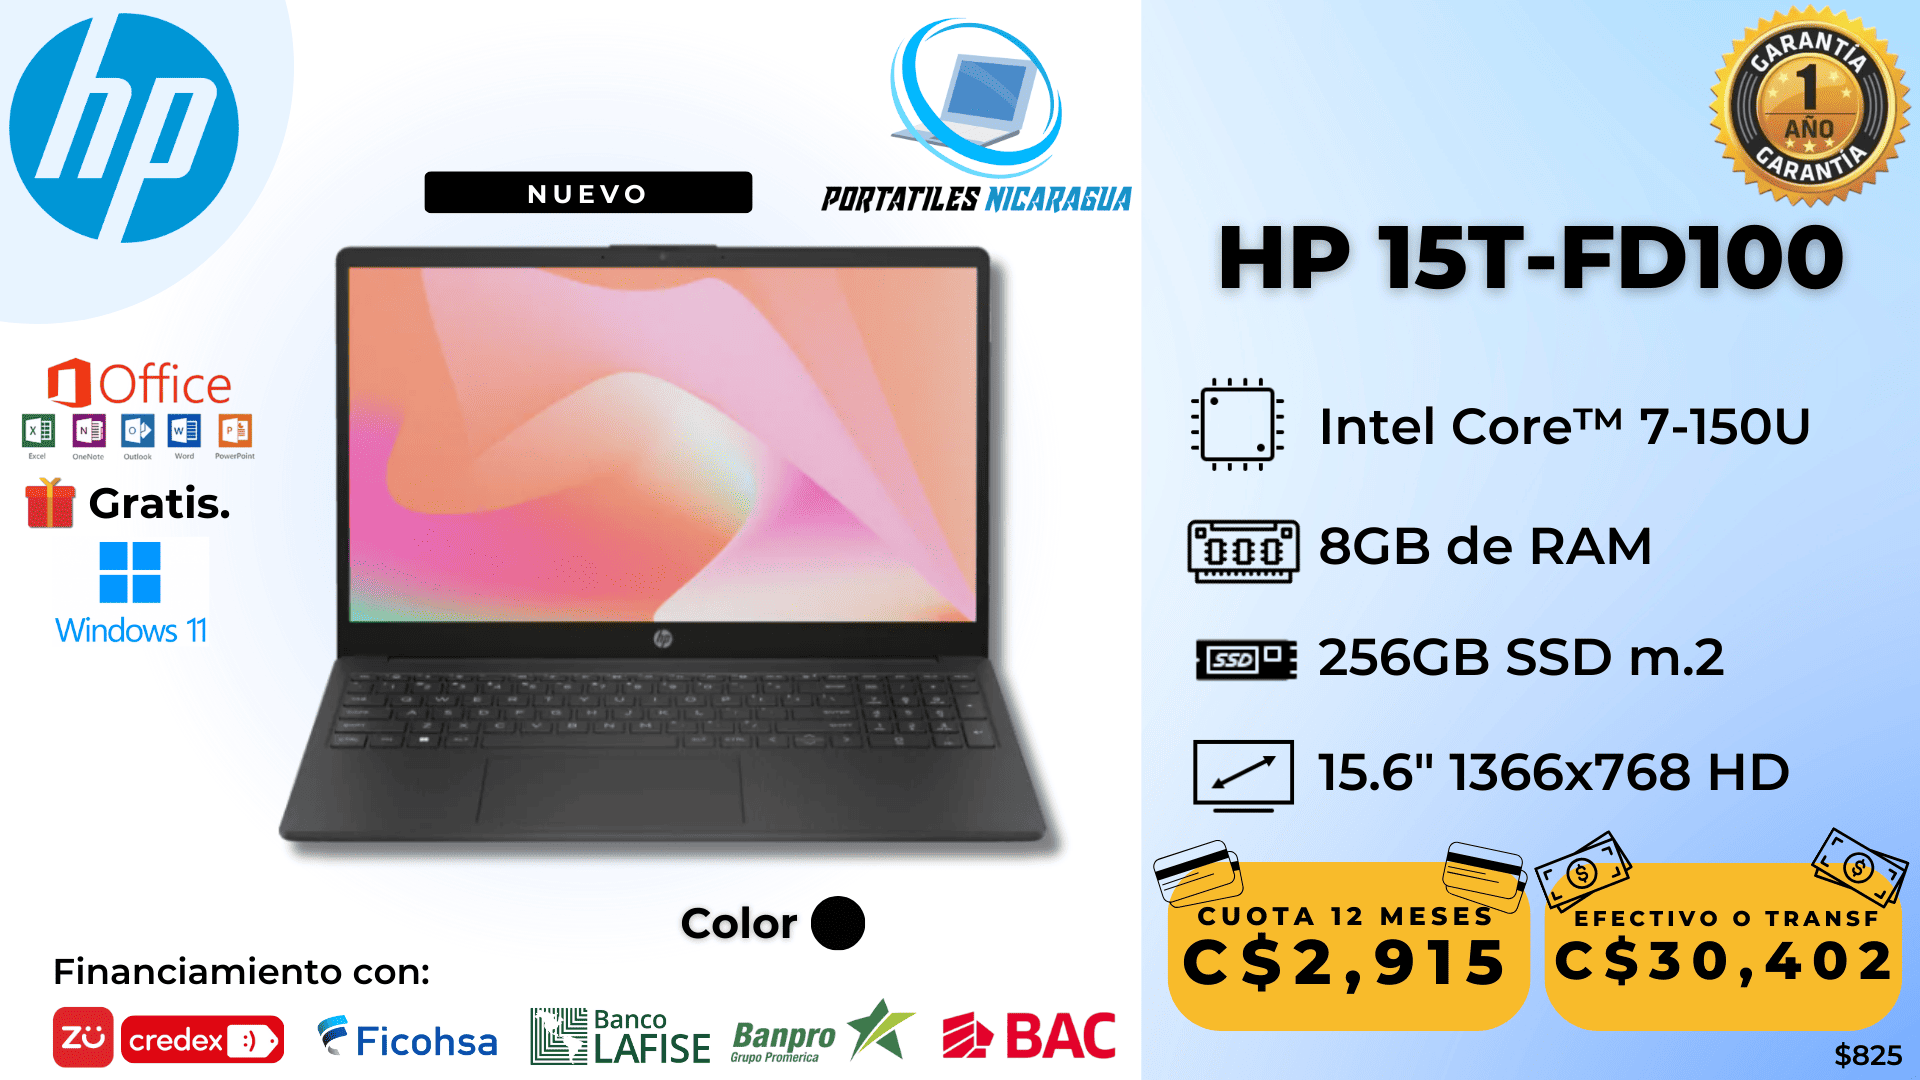 hp
NUEVO
PORTATILES NICARAGUA
GARANTÍA
1
AÑO
GARANTÍA
HP 15T-FD100
Office
Excel OneNote Outlook Word PowerPoint
Gratis.
Windows 11
hp
Intel Core™ 7-150U
8GB de RAM
SSD
256GB SSD m.2
15.6" 1366x768 HD
Color
CUOTA 12 MESES
C$2,915
EFECTIVO O TRANSF
C$30,402
Financiamiento con:
ZU credex :)
Ficohsa
Banco
LAFISE
Banpro
Grupo Promerica
BAC
$825